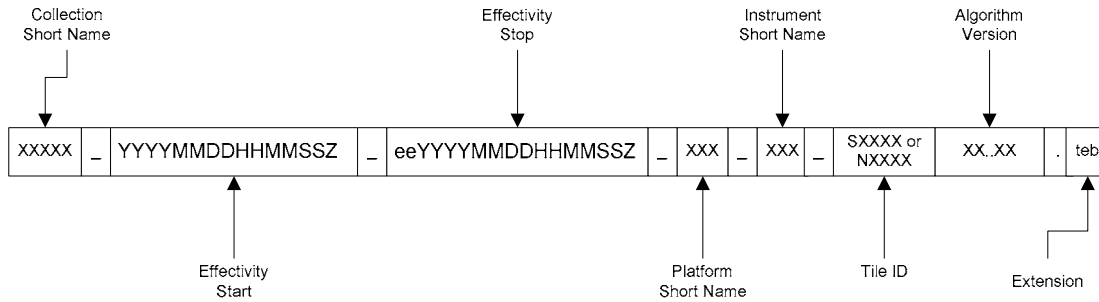 Collection
Short Name
Effectivity
Stop
Instrument
Short Name
Algorithm
Version
XXXXX _ YYYYMMDDHHMMSSZ _ eeYYYYMMDDHHMMSSZ _ XXX _ XXX _ SXXXX or
NXXXX XX..XX . teb
Effectivity
Start
Platform
Short Name
Tile ID
Extension